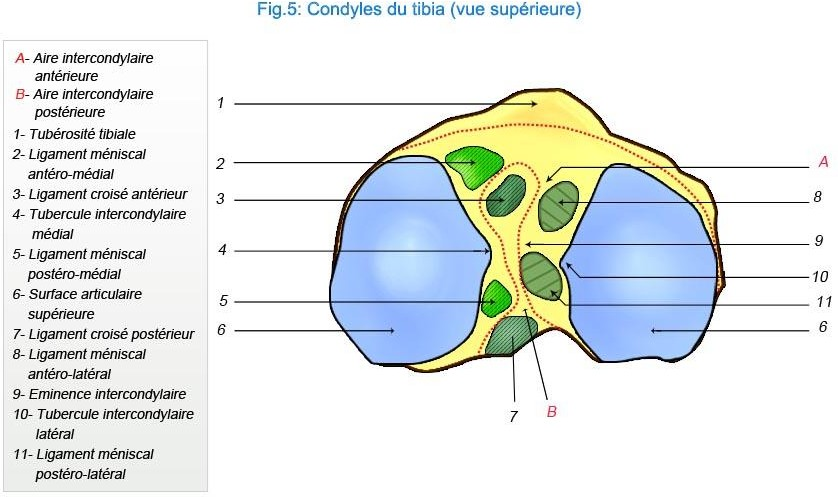 Fig.5: Condyles du tibia (vue supérieure)
A- Aire intercondylaire
antérieure
B- Aire intercondylaire
postérieure
1- Tubérosité tibiale
2- Ligament méniscal
antéro-médial
3- Ligament croisé antérieur
4- Tubercule intercondylaire
médial
5- Ligament méniscal
postéro-médial
6- Surface articulaire
supérieure
7- Ligament croisé postérieur
8- Ligament méniscal
antéro-latéral
9- Eminence intercondylaire
10- Tubercule intercondylaire
latéral
11- Ligament méniscal
postéro-latéral
1
2
3
4
5
6
A
8
9
10
11
6
7
B